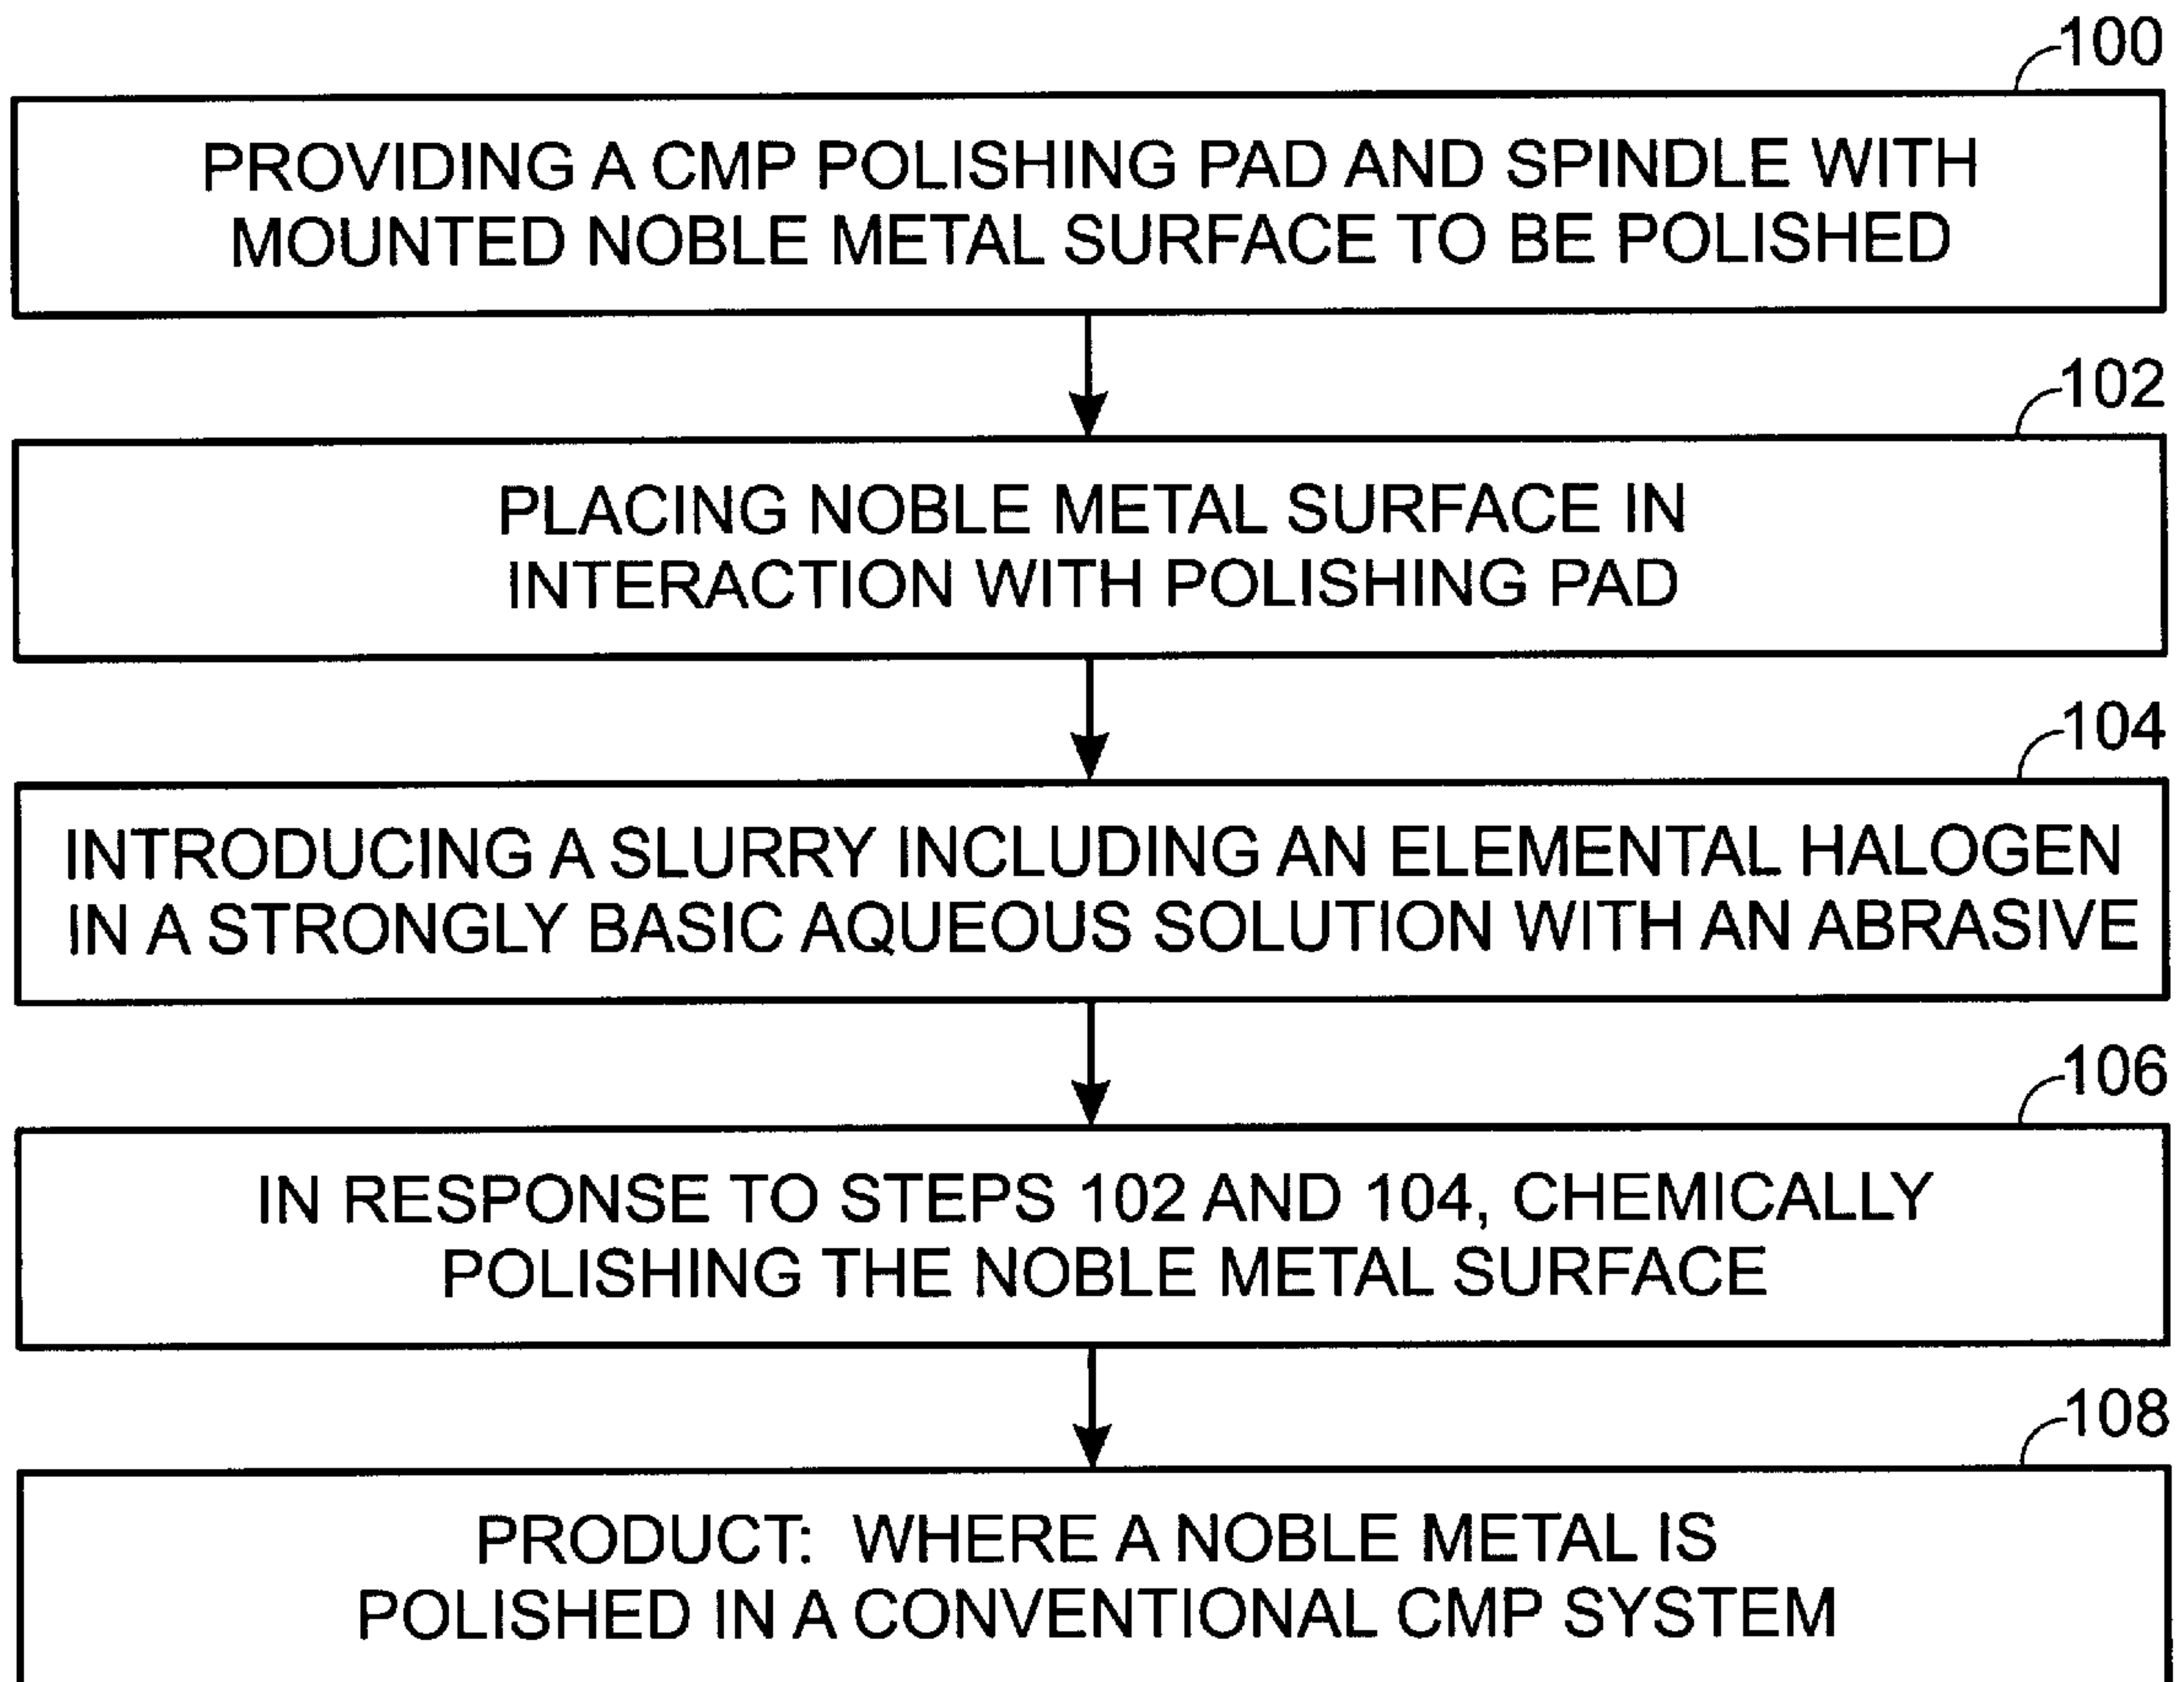 100
PROVIDING A CMP POLISHING PAD AND SPINDLE WITH
MOUNTED NOBLE METAL SURFACE TO BE POLISHED
102
PLACING NOBLE METAL SURFACE IN
INTERACTION WITH POLISHING PAD
104
INTRODUCING A SLURRY INCLUDING AN ELEMENTAL HALOGEN
IN A STRONGLY BASIC AQUEOUS SOLUTION WITH AN ABRASIVE
106
IN RESPONSE TO STEPS 102 AND 104, CHEMICALLY
POLISHING THE NOBLE METAL SURFACE
108
PRODUCT: WHERE A NOBLE METAL IS
POLISHED IN A CONVENTIONAL CMP SYSTEM